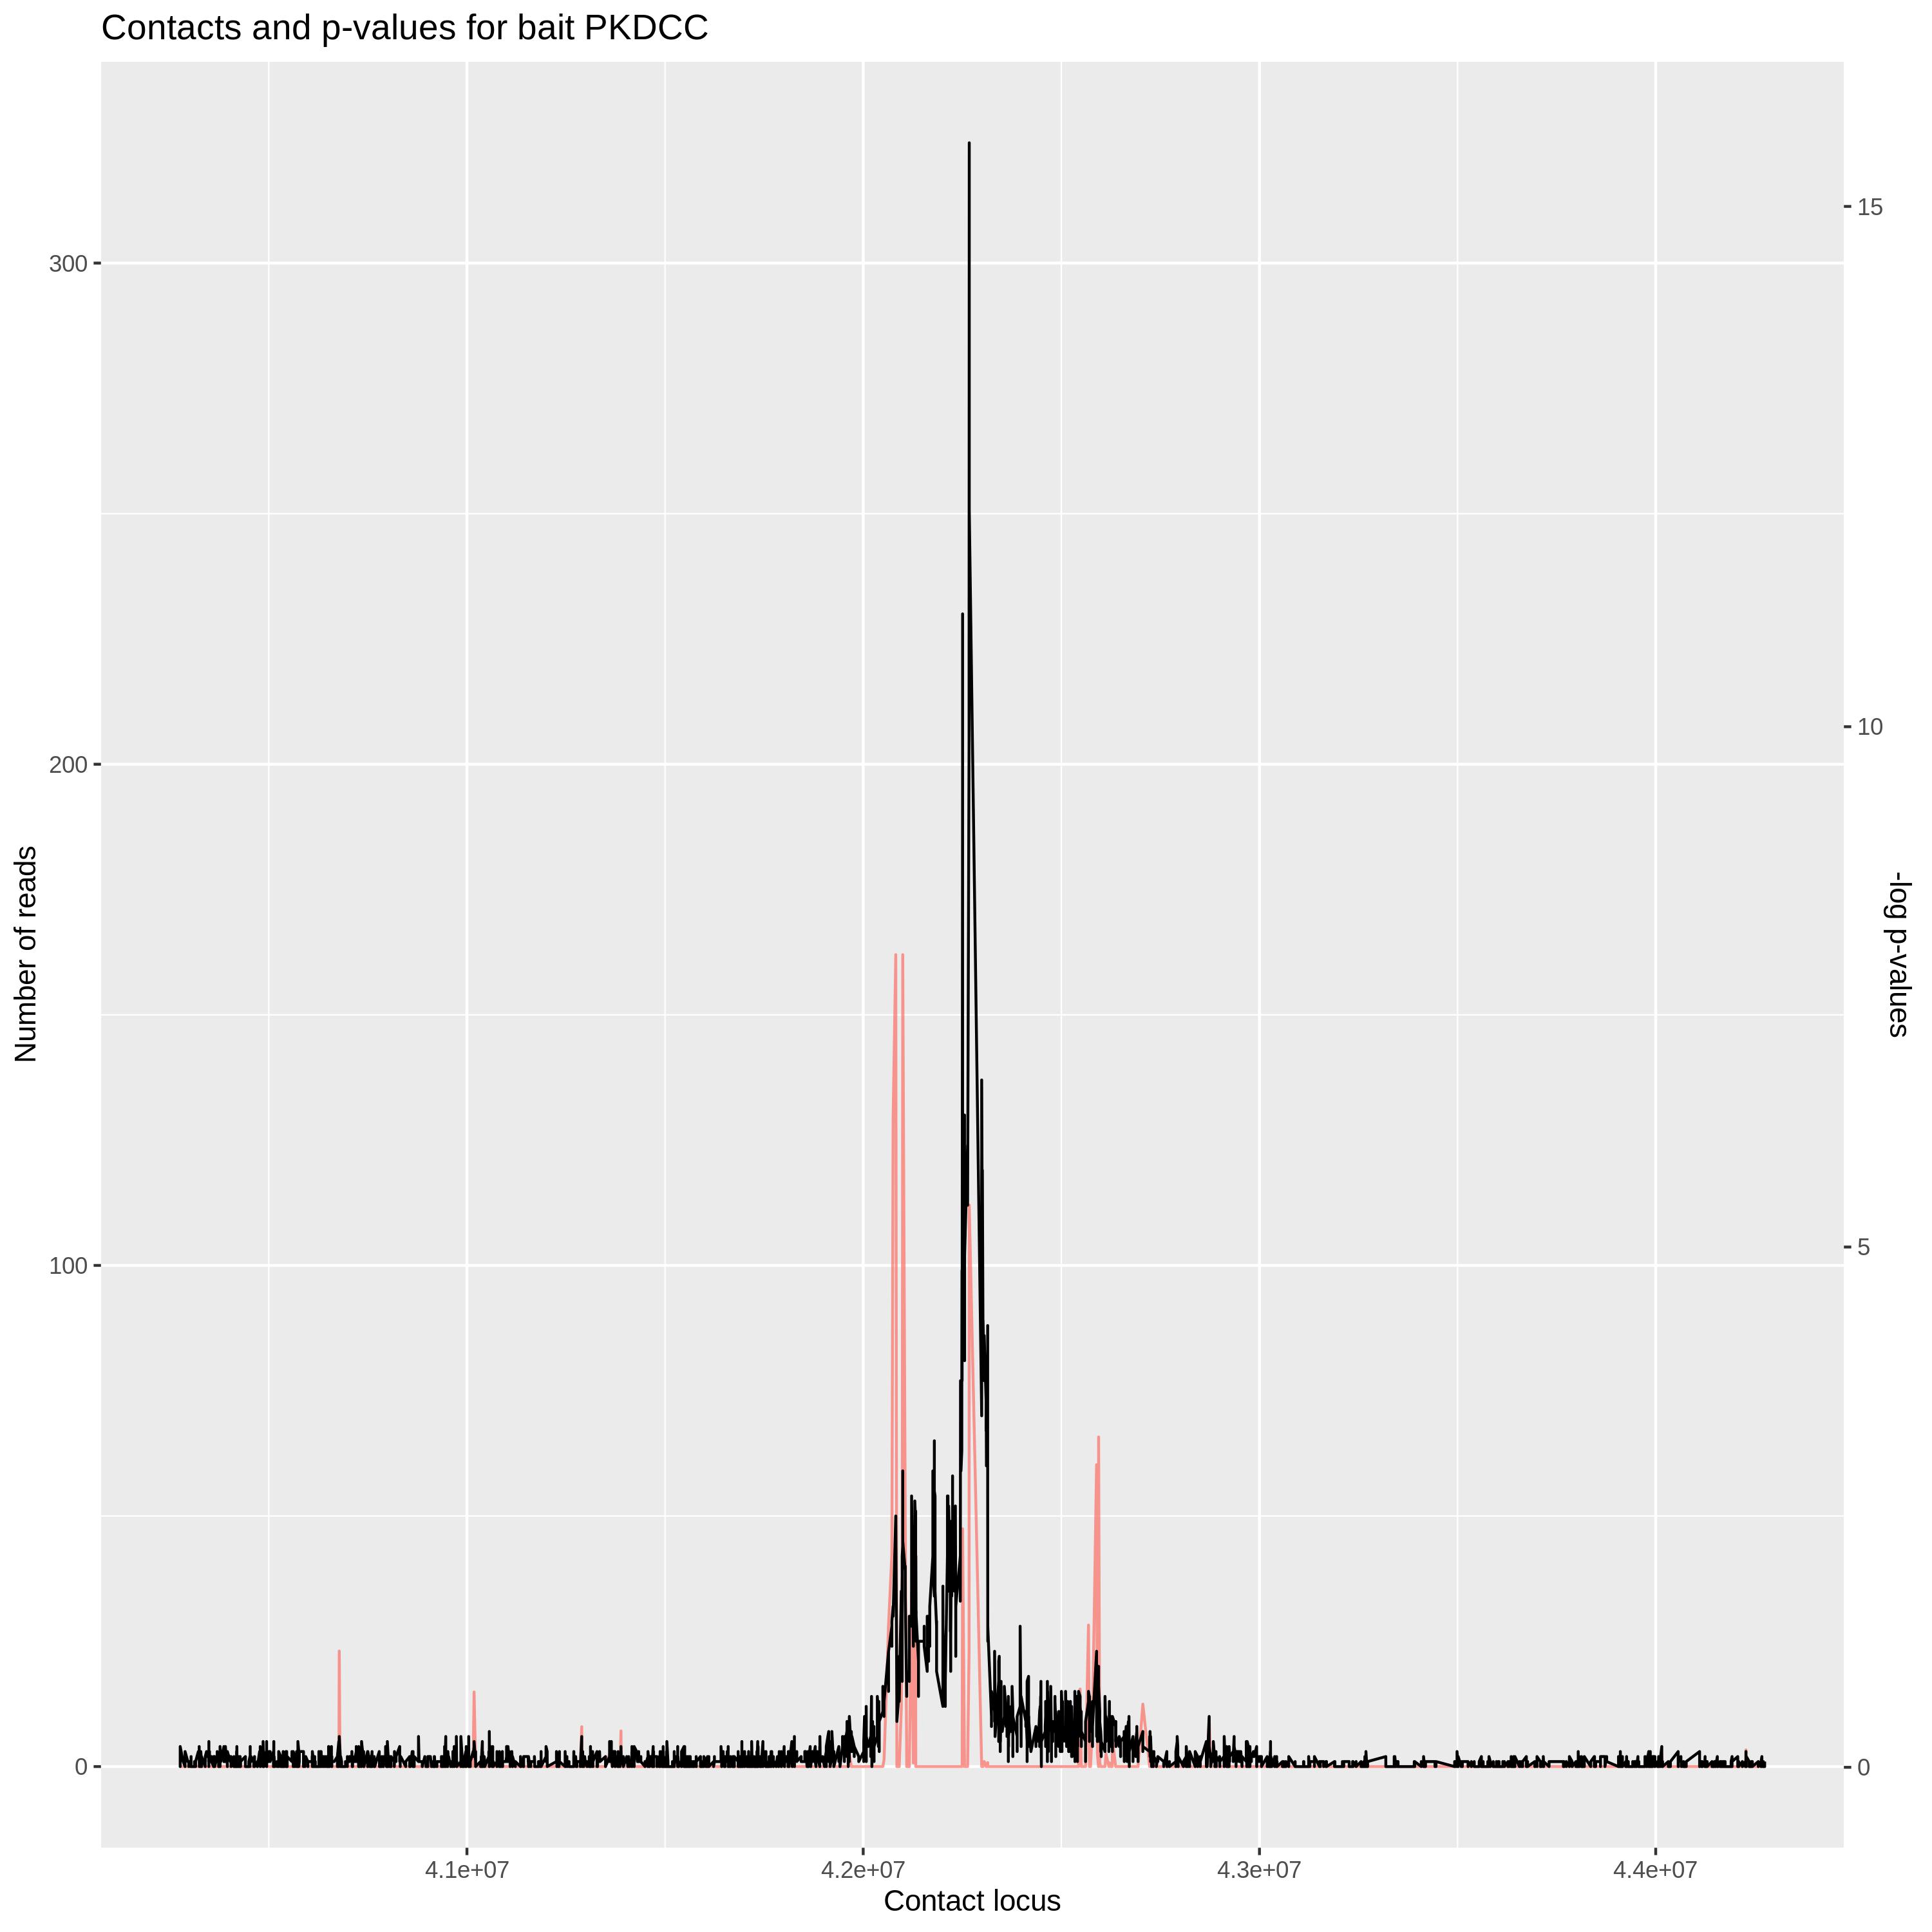 Contacts and p-values for bait PKDCC
Number of reads
300
200
100
0
15
10
5
0
-log p-values
4.1e+07 4.2e+07 4.3e+07 4.4e+07
Contact locus